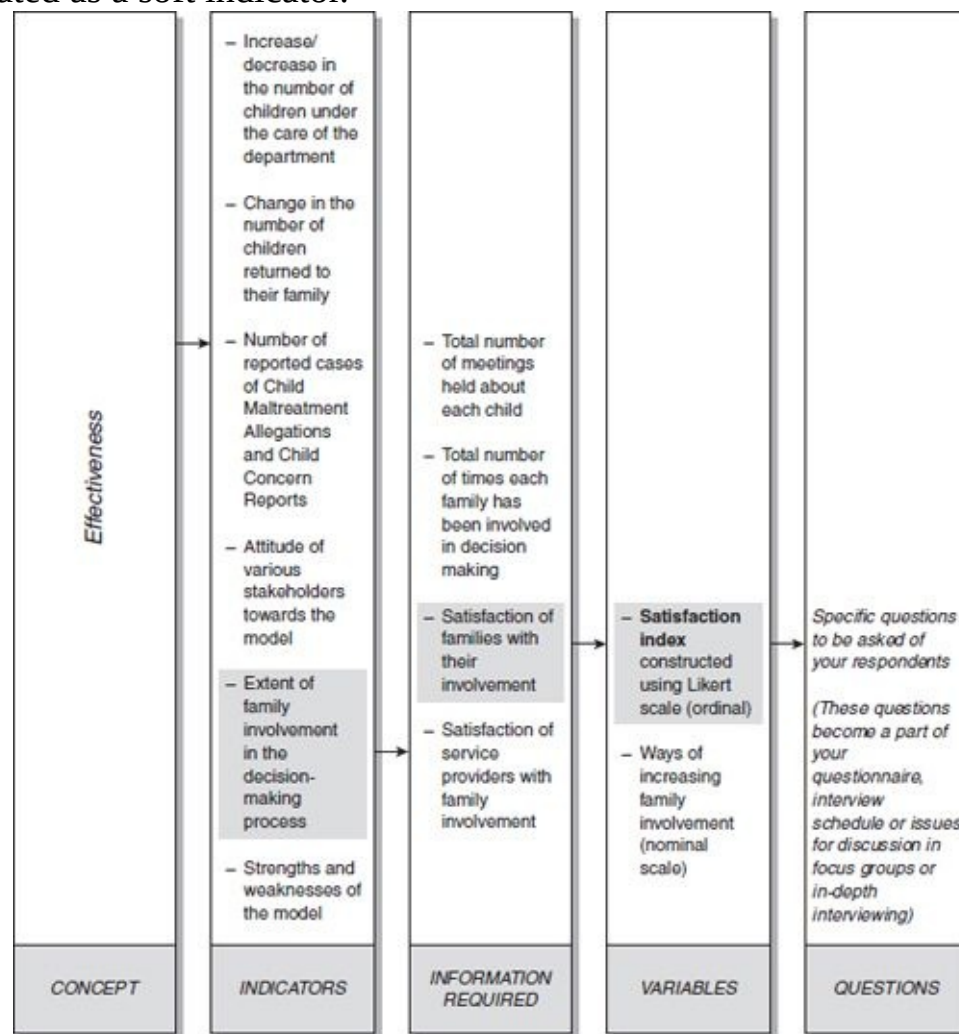 ated as a soft indicator.
Effectiveness
– Increase/
decrease in
the number of
children under
the care of the
department
– Change in the
number of
children
returned to
their family
– Number of
reported cases
of Child
Maltreatment
Allegations
and Child
Concern
Reports
– Attitude of
various
stakeholders
towards the
model
– Extent of
family
involvement
in the
decision-
making
process
– Strengths and
weaknesses of
the model
– Total number
of meetings
held about
each child
– Total number
of times each
family has
been involved
in decision
making
– Satisfaction of
families with
their
involvement
– Satisfaction of
service
providers with
family
involvement
– Satisfaction
index
constructed
using Likert
scale (ordinal)
– Ways of
increasing
family
involvement
(nominal
scale)
Specific questions
to be asked of
your respondents
(These questions
become a part of
your
questionnaire,
interview
schedule or issues
for discussion in
focus groups or
in-depth
interviewing)
CONCEPT
INDICATORS
INFORMATION
REQUIRED
VARIABLES
QUESTIONS